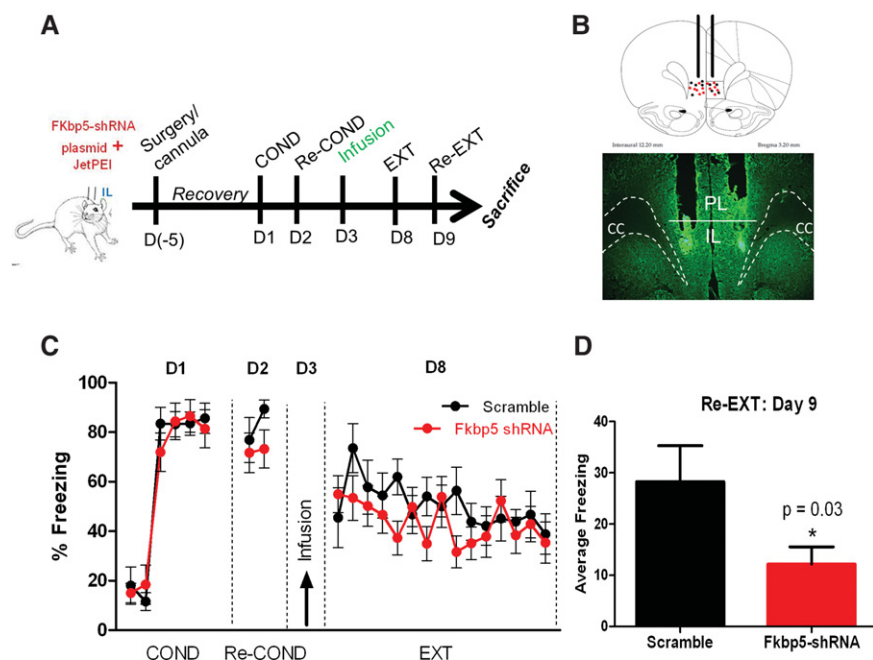 A
FKbp5-shRNA
plasmid +
JetPEI
IL
Surgery/
cannula
Recovery
COND
Re-COND
Infusion
EXT
Re-EXT
Sacrifice
D(-5)
D1
D2
D3
D8
D9
B
Interaural 12.20 mm
Bregma 3.20 mm
PL
IL
CC
CC
C
D1
D2
D3
D8
% Freezing
100
80
60
40
20
0
Scramble
Fkbp5 shRNA
Infusion
COND
Re-COND
EXT
D
Re-EXT: Day 9
Average Freezing
40
30
20
10
0
p = 0.03
*
Scramble
Fkbp5-shRNA